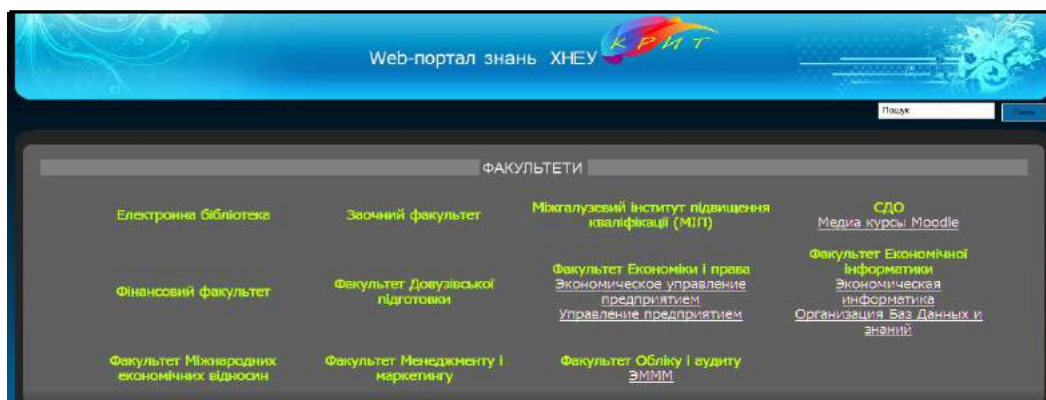 Web-портал знань ХНЕУ КРИТ
Пошук
ФАКУЛЬТЕТИ
Електронна бібліотека
Заочний факультет
Міжгалузевий інститут підвищення
кваліфікації (МІП)
СДО
Медиа курсы Moodle
Фінансовий факультет
Факультет Довузівської
підготовки
Факультет Економіки і права
Экономическое управление
предприятием
Управление предприятием
Факультет Економічної
інформатики
Экономическая
информатика
Организация Баз Данных и
знаний
Факультет Міжнародних
економічних відносин
Факультет Менеджменту і
маркетингу
Факультет Обліку і аудиту
ЭМММ